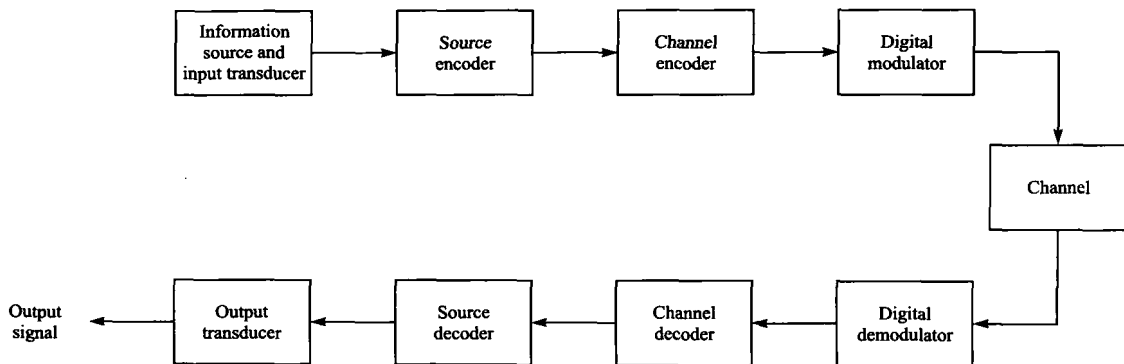 Information
source and
input transducer
Source
encoder
Channel
encoder
Digital
modulator
Channel
Output
signal
Output
transducer
Source
decoder
Channel
decoder
Digital
demodulator